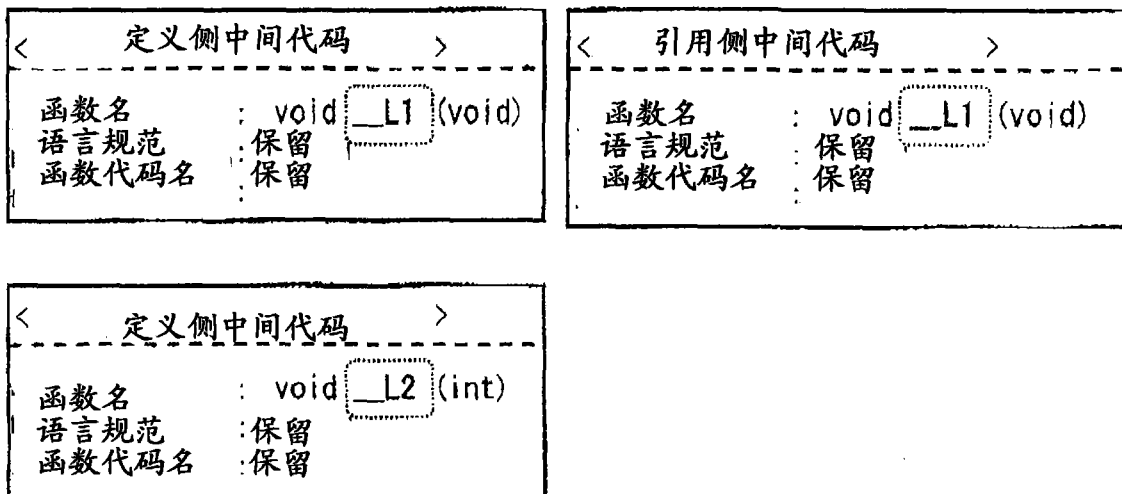 < 定义侧中间代码 >
函数名 : void __L1 (void)
语言规范 : 保留
函数代码名 : 保留
< 引用侧中间代码 >
函数名 : void __L1 (void)
语言规范 : 保留
函数代码名 : 保留
< 定义侧中间代码 >
函数名 : void __L2 (int)
语言规范 :保留
函数代码名 :保留